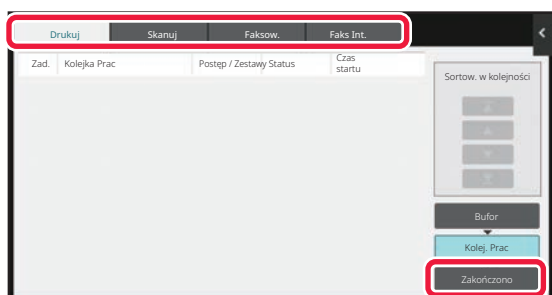 Drukuj Skanuj Faksow. Faks Int.
Zad. Kolejka Prac Postęp / Zestawy Status Czas startu
Sortow. w kolejności
Bufor
Kolej. Prac
Zakończono